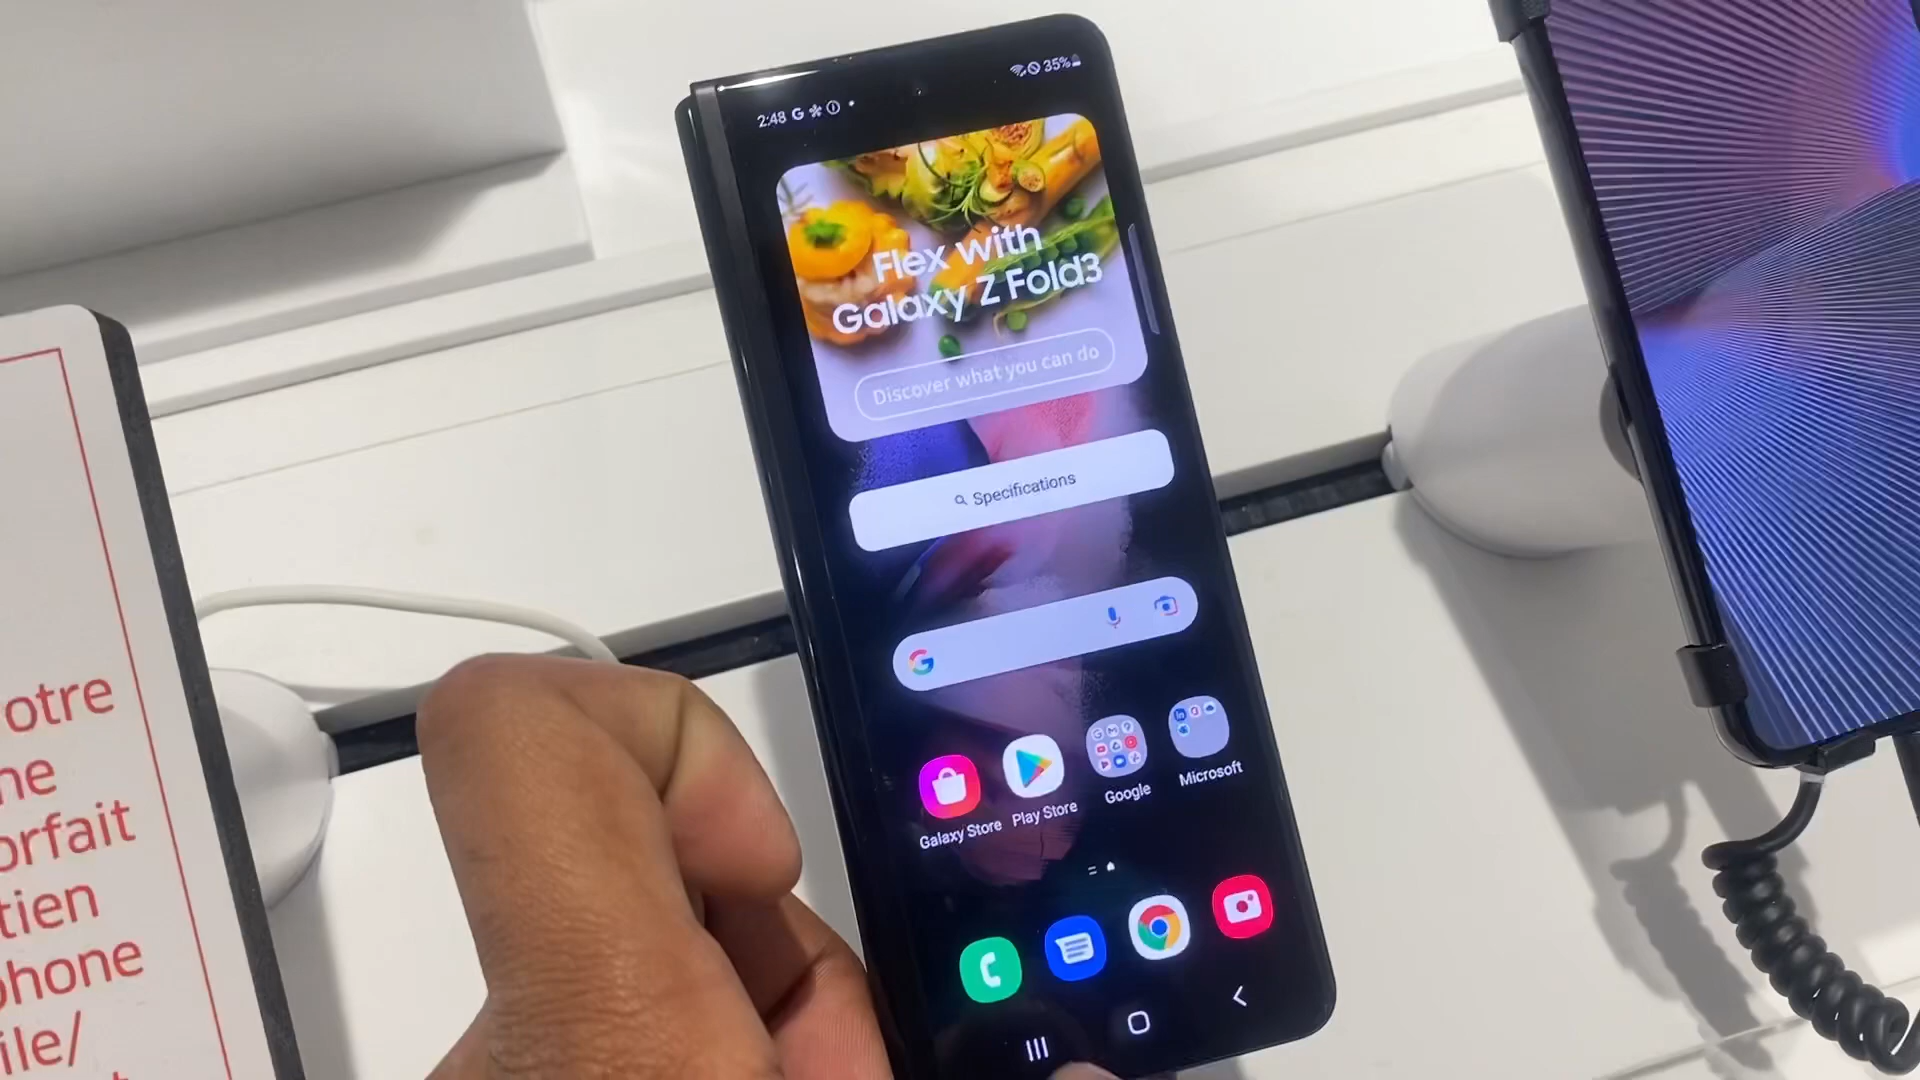 2:48
35%
Flex with
Galaxy Z Fold3
Discover what you can do
Specifications
Galaxy Store
Play Store
Google
Microsoft
otre
ne
orfait
tien
phone
ile/